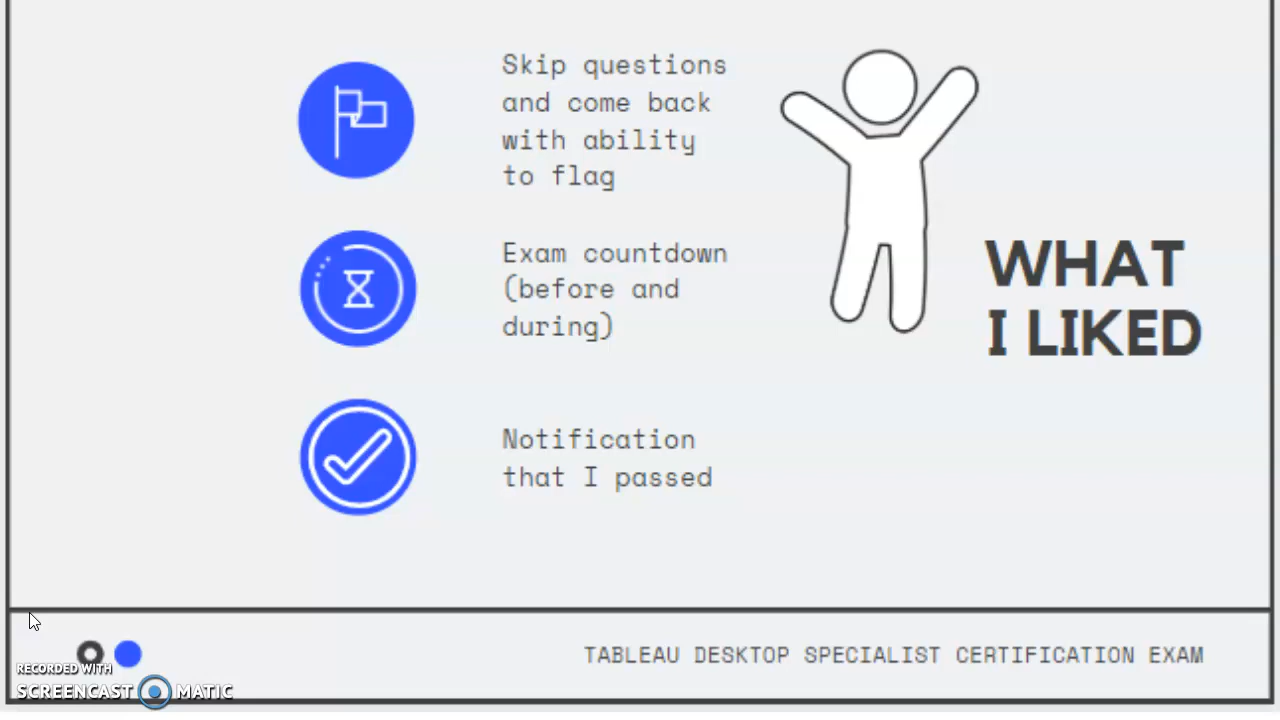 Skip questions
and come back
with ability
to flag
Exam countdown
(before and
during)
Notification
that I passed
WHAT
I LIKED
TABLEAU DESKTOP SPECIALIST CERTIFICATION EXAM
RECORDED WITH
SCREENCAST MATIC